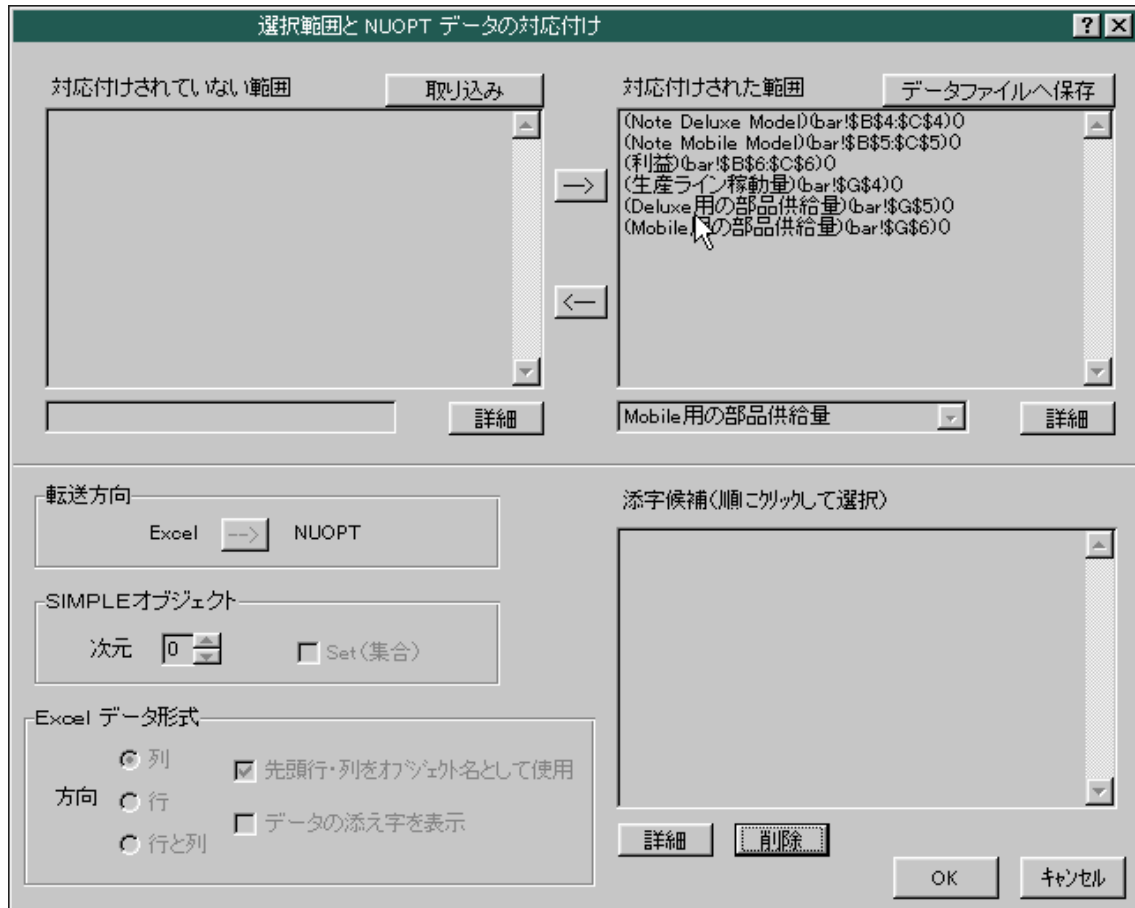 選択範囲と NUOPT データの対応付け
対応付けされていない範囲
取り込み
対応付けされた範囲
データファイルへ保存
(Note Deluxe Model)(bar!$B$4:$C$4)0
(Note Mobile Model)(bar!$B$5:$C$5)0
(利益)(bar!$B$6:$C$6)0
(生産ライン稼動量)(bar!$G$4)0
(Deluxe用の部品供給量)(bar!$G$5)0
(Mobile用の部品供給量)(bar!$G$6)0
-->
<--
詳細
Mobile用の部品供給量
詳細
転送方向
Excel --> NUOPT
添字候補(順にクリックして選択)
SIMPLEオブジェクト
次元 0 Set(集合)
Excel データ形式
方向
列
行
行と列
先頭行・列をオブジェクト名として使用
データの添え字を表示
詳細
削除
OK
キャンセル